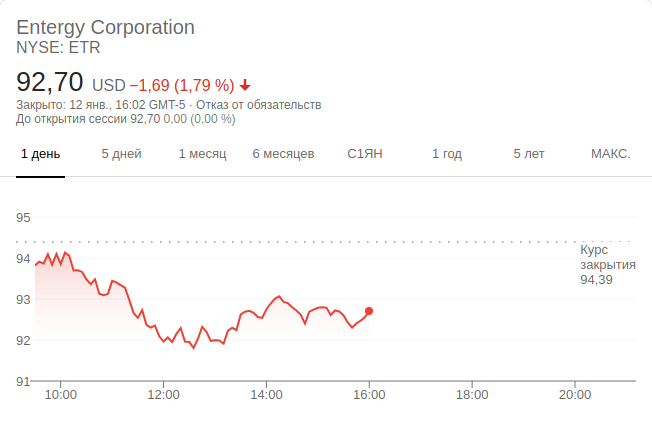 Entergy Corporation
NYSE: ETR
92,70 USD −1,69 (1,79 %)
Закрыто: 12 янв., 16:02 GMT-5 · Отказ от обязательств
До открытия сессии 92,70 0,00 (0,00 %)
1 день 5 дней 1 месяц 6 месяцев С1ЯН 1 год 5 лет МАКС.
95
94
93
92
91
Курс
закрытия
94,39
10:00 12:00 14:00 16:00 18:00 20:00